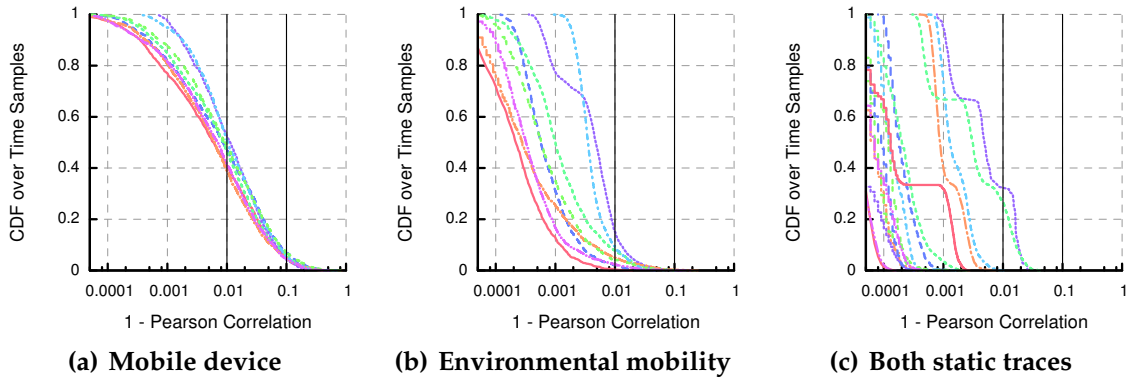 CDF over Time Samples
1
0.8
0.6
0.4
0.2
0
0.0001 0.001 0.01 0.1 1
1 - Pearson Correlation
(a) Mobile device
CDF over Time Samples
1
0.8
0.6
0.4
0.2
0
0.0001 0.001 0.01 0.1 1
1 - Pearson Correlation
(b) Environmental mobility
CDF over Time Samples
1
0.8
0.6
0.4
0.2
0
0.0001 0.001 0.01 0.1 1
1 - Pearson Correlation
(c) Both static traces